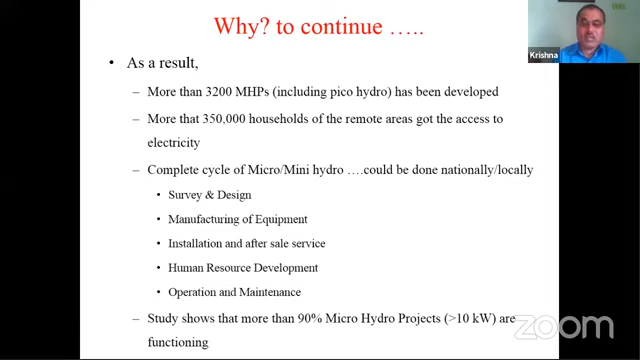 Why? to continue …..
• As a result,
– More than 3200 MHPs (including pico hydro) has been developed
– More that 350,000 households of the remote areas got the access to
electricity
– Complete cycle of Micro/Mini hydro ….could be done nationally/locally
• Survey & Design
• Manufacturing of Equipment
• Installation and after sale service
• Human Resource Development
• Operation and Maintenance
– Study shows that more than 90% Micro Hydro Projects (>10 kW) are
functioning
Krishna
zoom